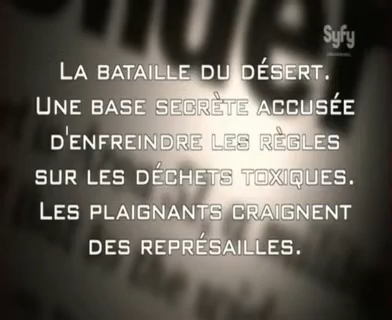 Syfy
LA BATAILLE DU DÉSERT.
UNE BASE SECRÈTE ACCUSÉE
D'ENFREINDRE LES RÈGLES
SUR LES DÉCHETS TOXIQUES.
LES PLAIGNANTS CRAIGNENT
DES REPRÉSAILLES.